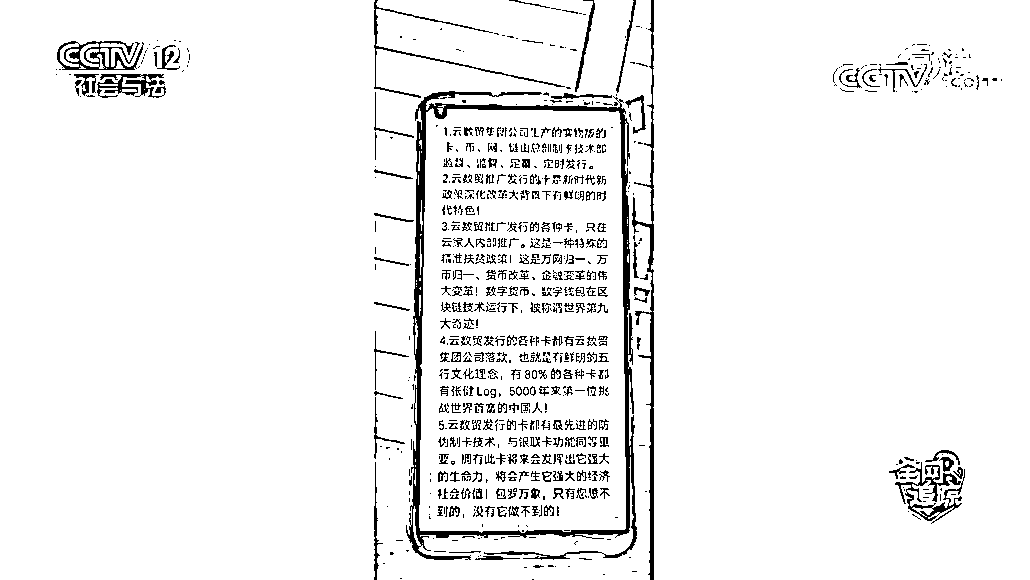 CCTV 12
社会与法
CCTV.com
1.云数贸集团公司生产的实物版的
卡、币、网、链由总部制卡技术部
监督、定量、定时发行。
2.云数贸推广发行的卡是新时代新
政策深化改革大背景下有鲜明的时
代特色!
3.云数贸推广发行的各种卡,只在
云家人内部推广。这是一种特殊的
精准扶贫政策!这是万网归一、万
币归一、货币改革、金融变革的伟
大变革!数字货币、数字钱包在区
块链技术运行下,被称谓世界第九
大奇迹!
4.云数贸发行的各种卡都有云数贸
集团公司落款,也就是有鲜明的五
行文化理念,有80%的各种卡都
有张健Log,5000年来第一位挑
战世界首富的中国人!
5.云数贸发行的卡都有最先进的防
伪制卡技术,与银联卡功能同等重
要。拥有此卡将来会发挥出它强大
的生命力,将会产生它强大的经济
社会价值!包罗万象,只有您想不
到的,没有它做不到的!
全网追踪